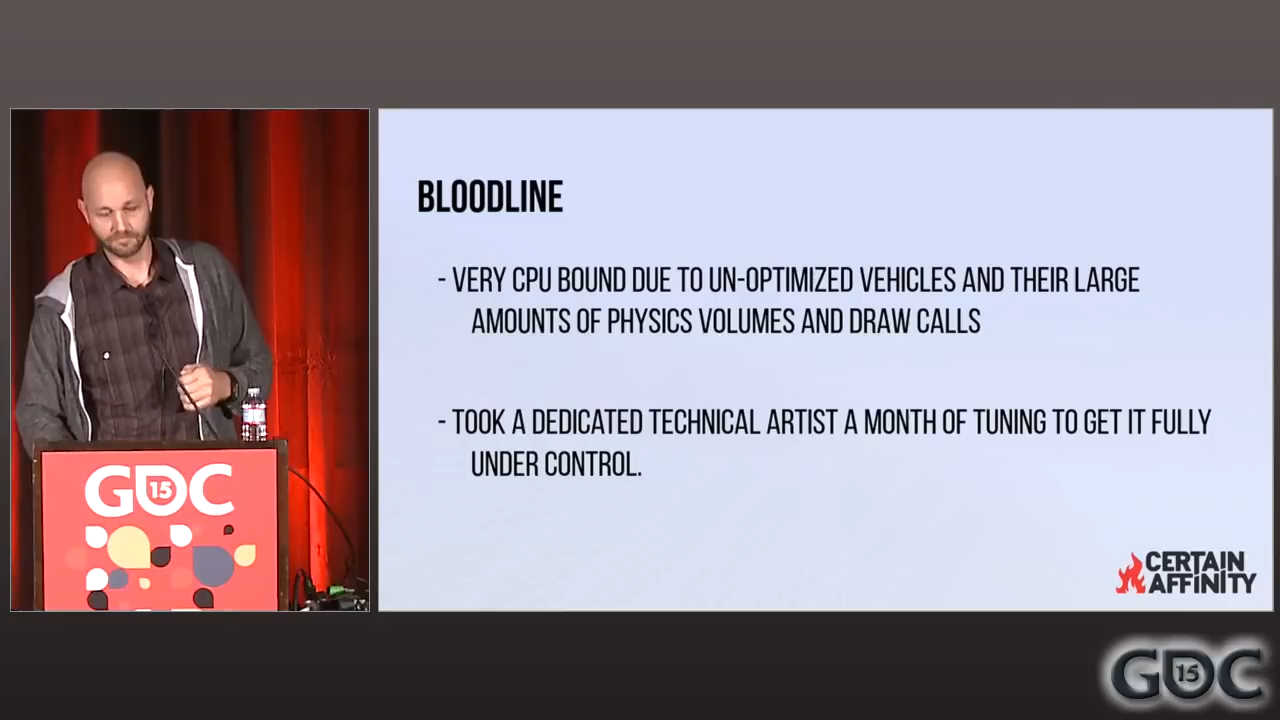 BLOODLINE
- VERY CPU BOUND DUE TO UN-OPTIMIZED VEHICLES AND THEIR LARGE
AMOUNTS OF PHYSICS VOLUMES AND DRAW CALLS
- TOOK A DEDICATED TECHNICAL ARTIST A MONTH OF TUNING TO GET IT FULLY
UNDER CONTROL.
GDC
15
CERTAIN
AFFINITY
GDC
15